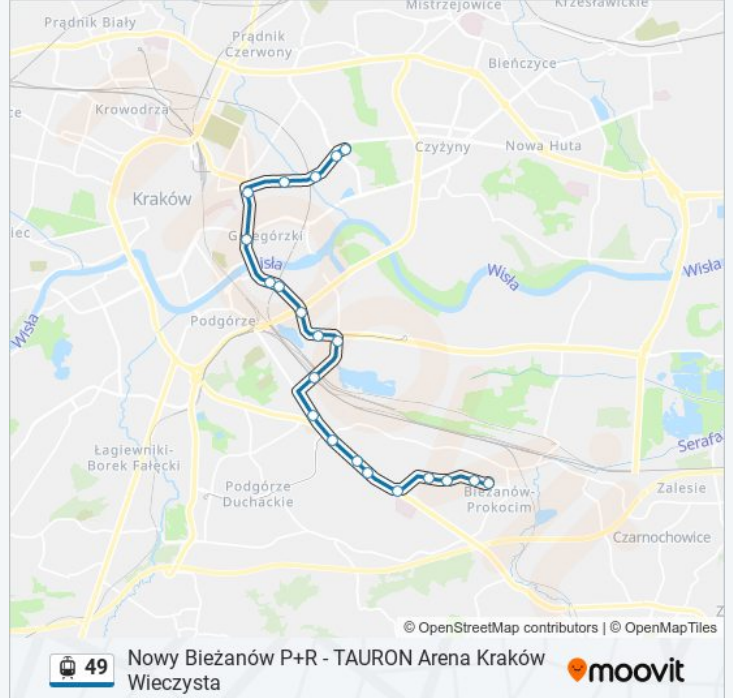 Mistrzejowice
Krzesławickie
Prądnik Biały
Prądnik
Czerwony
Bieńczyce
Krowodrza
Czyżyny
Nowa Huta
Kraków
Grzegórzki
Wisła
Wisła
Wisła
Podgórze
Wisła
Serafa
Łagiewniki-
Borek Fałęcki
Podgórze
Duchackie
Bieżanów-
Prokocim
Zalesie
Czarnochowice
© OpenStreetMap contributors | © OpenMapTiles
49
Nowy Bieżanów P+R - TAURON Arena Kraków
Wieczysta
moovit